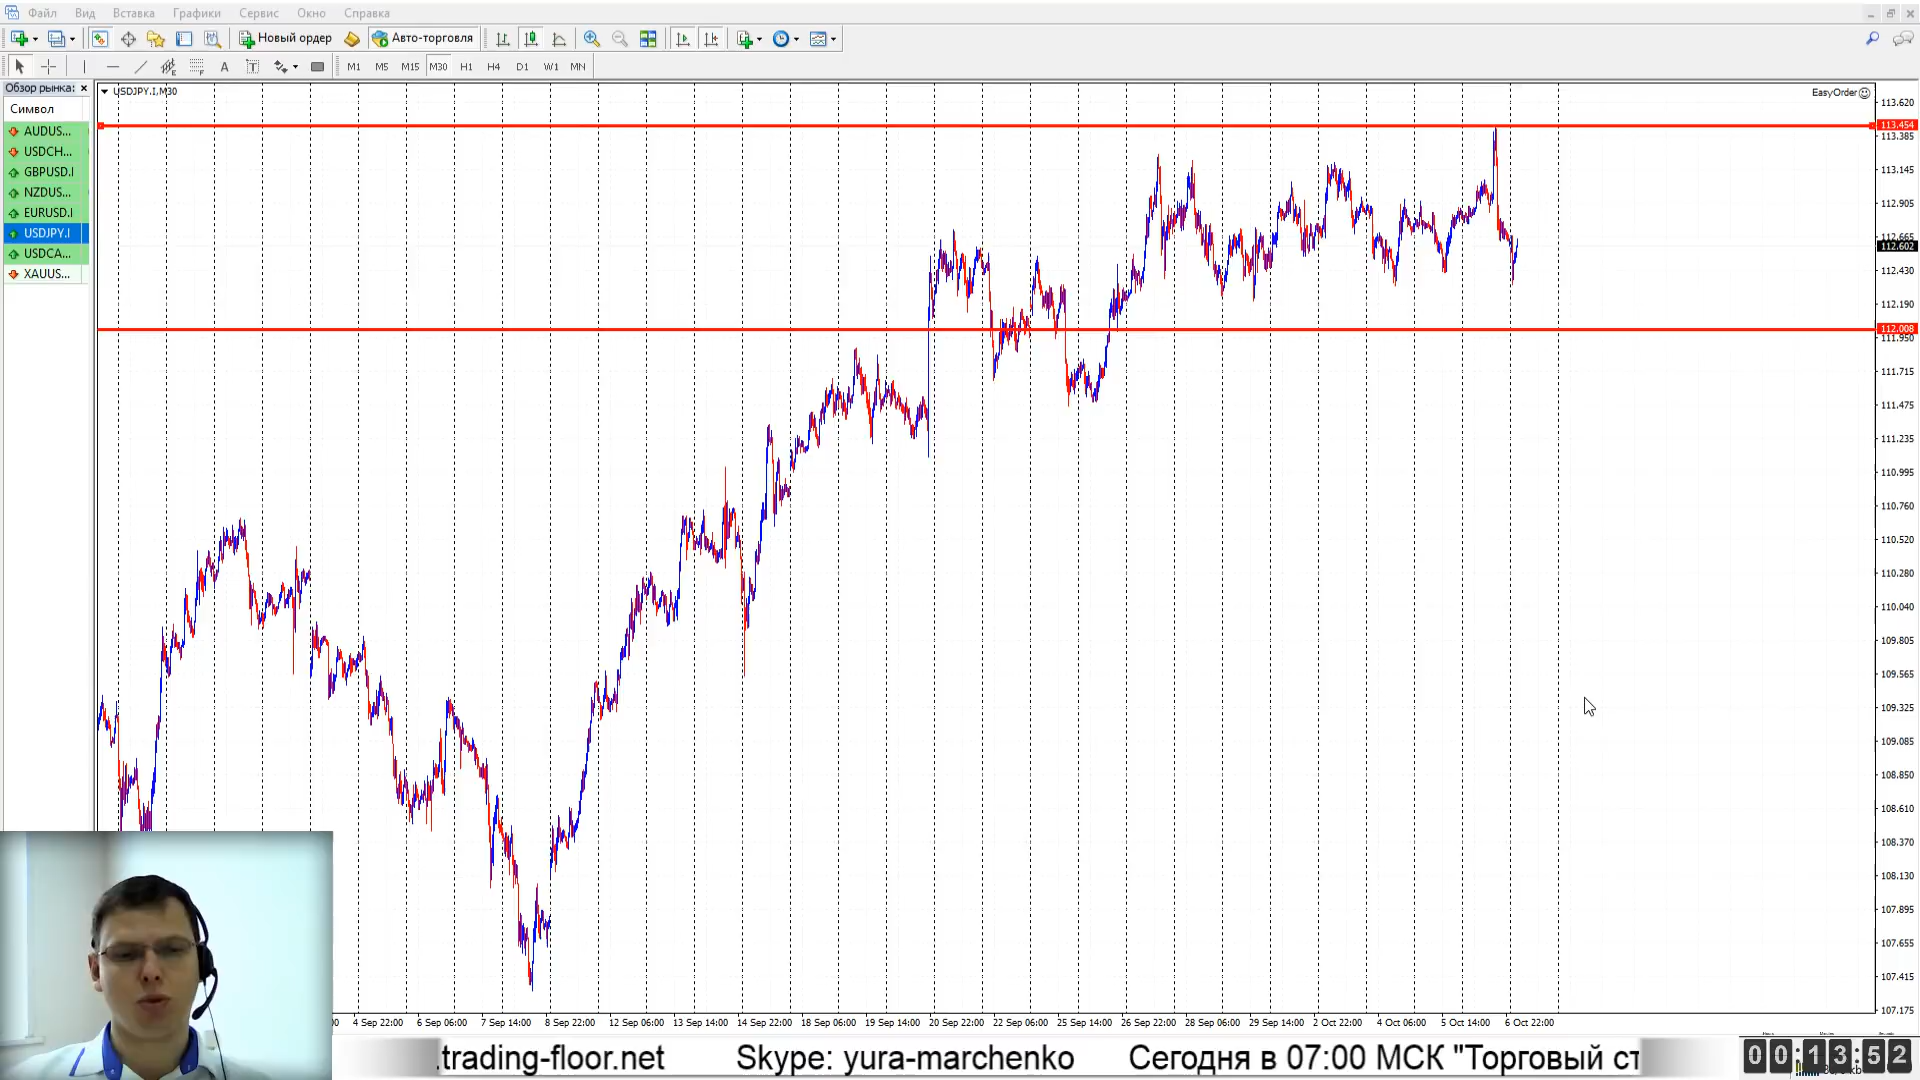 Файл Вид Вставка Графики Сервис Окно Справка
Новый ордер Авто-торговля
A T M1 M5 M15 M30 H1 H4 D1 W1 MN
Обзор рынка: ×
Символ
AUDUS...
USDCH...
GBPUSD.I
NZDUS...
EURUSD.I
USDJPY.I
USDCA...
XAUUS...
USDJPY.I,M30
EasyOrder
113.620
113.454
113.385
113.145
112.905
112.665
112.602
112.430
112.190
112.008
111.950
111.715
111.475
111.235
110.995
110.760
110.520
110.280
110.040
109.805
109.565
109.325
109.085
108.850
108.610
108.370
108.130
107.895
107.655
107.415
107.175
4 Sep 22:00 6 Sep 06:00 7 Sep 14:00 8 Sep 22:00 12 Sep 06:00 13 Sep 14:00 14 Sep 22:00 18 Sep 06:00 19 Sep 14:00 20 Sep 22:00 22 Sep 06:00 25 Sep 14:00 26 Sep 22:00 28 Sep 06:00 29 Sep 14:00 2 Oct 22:00 4 Oct 06:00 5 Oct 14:00 6 Oct 22:00
.trading-floor.net Skype: yura-marchenko Сегодня в 07:00 МСК "Торговый ст
00:13:52